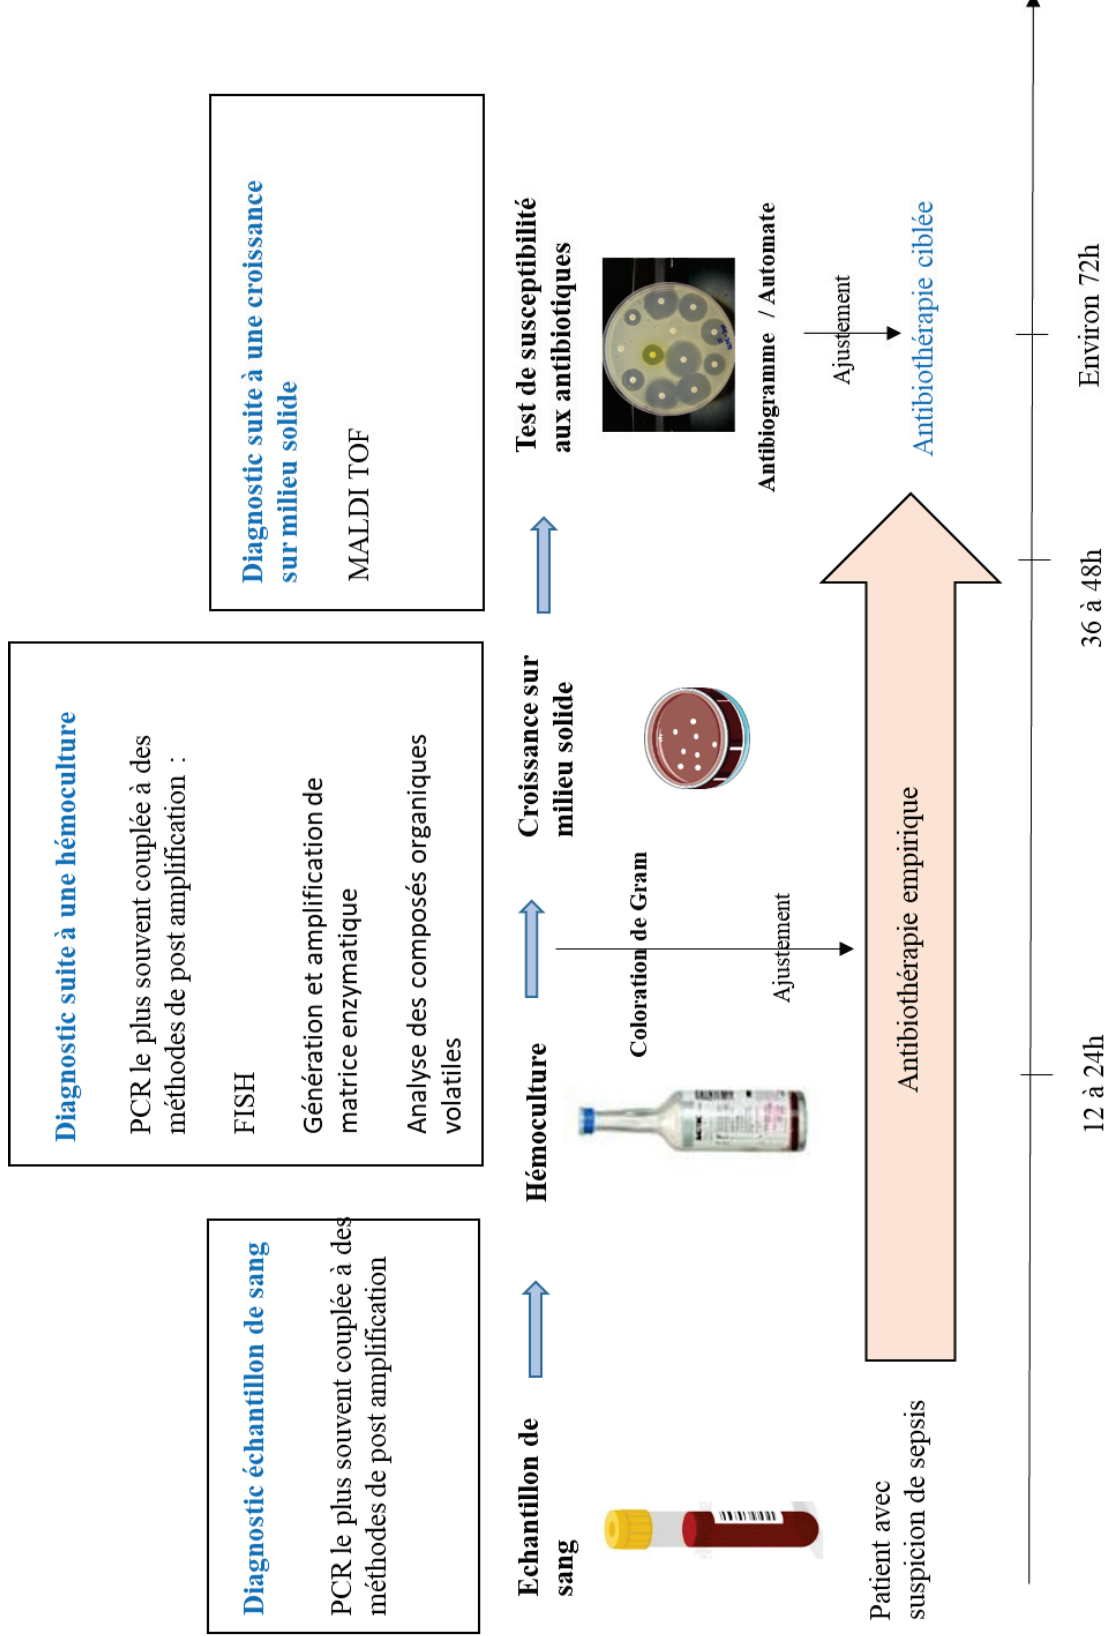 Diagnostic échantillon de sang
PCR le plus souvent couplée à des
méthodes de post amplification
Diagnostic suite à une hémoculture
PCR le plus souvent couplée à des
méthodes de post amplification :
FISH
Génération et amplification de
matrice enzymatique
Analyse des composés organiques
volatiles
Diagnostic suite à une croissance
sur milieu solide
MALDI TOF
Echantillon de
sang
Hémoculture
Croissance sur
milieu solide
Test de susceptibilité
aux antibiotiques
Coloration de Gram
Ajustement
Antibiogramme / Automate
Ajustement
Patient avec
suspicion de sepsis
Antibiothérapie empirique
Antibiothérapie ciblée
12 à 24h
36 à 48h
Environ 72h